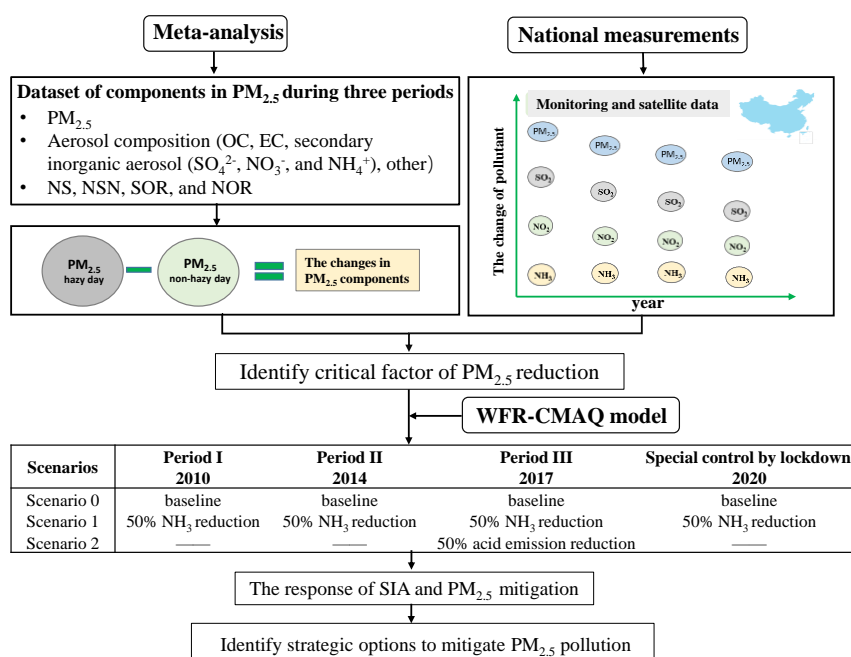 Meta-analysis
National measurements
Dataset of components in PM2.5 during three periods
• PM2.5
• Aerosol composition (OC, EC, secondary
inorganic aerosol (SO4²⁻, NO3⁻, and NH4⁺), other)
• NS, NSN, SOR, and NOR
PM2.5
hazy day
PM2.5
non-hazy day
The changes in
PM2.5 components
Monitoring and satellite data
The change of pollutant
PM2.5
PM2.5
PM2.5
PM2.5
SO2
SO2
SO2
SO2
NO2
NO2
NO2
NO2
NH3
NH3
NH3
NH3
year
Identify critical factor of PM2.5 reduction
WFR-CMAQ model
Scenarios Period I Period II Period III Special control by lockdown
2010 2014 2017 2020
Scenario 0 baseline baseline baseline baseline
Scenario 1 50% NH3 reduction 50% NH3 reduction 50% NH3 reduction 50% NH3 reduction
Scenario 2 —— —— 50% acid emission reduction ——
The response of SIA and PM2.5 mitigation
Identify strategic options to mitigate PM2.5 pollution